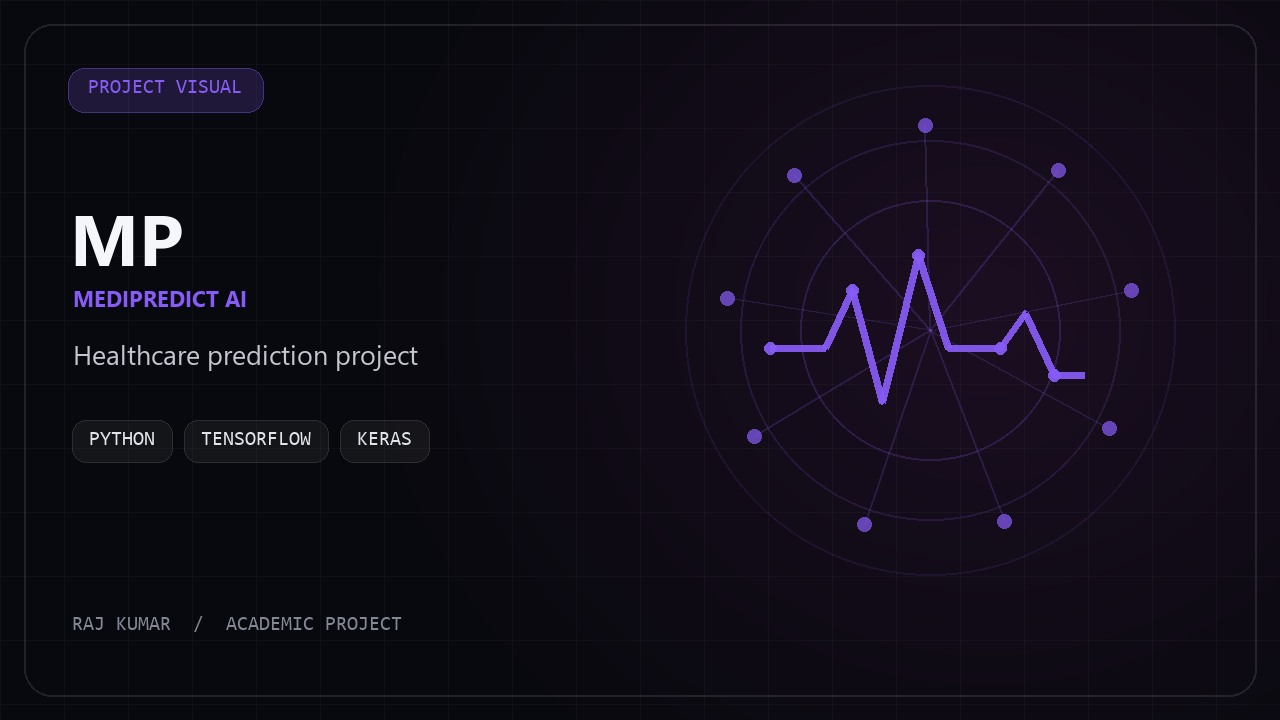 PROJECT VISUAL
MP
MEDIPREDICT AI
Healthcare prediction project
PYTHON TENSORFLOW KERAS
RAJ KUMAR / ACADEMIC PROJECT